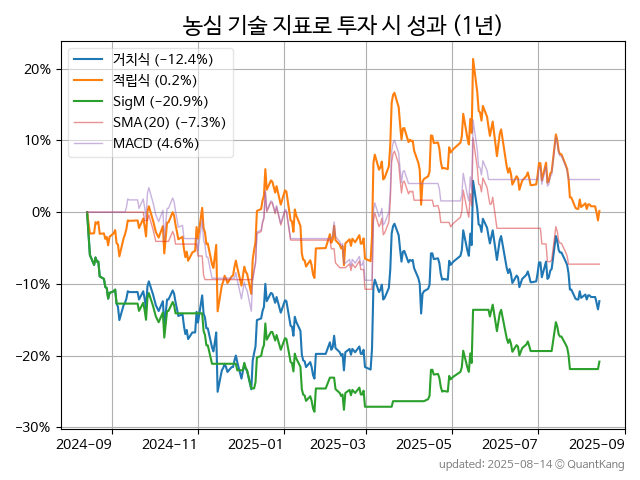 농심 기술 지표로 투자 시 성과 (1년)
거치식 (−12.4%)
적립식 (0.2%)
SigM (−20.9%)
SMA(20) (−7.3%)
MACD (4.6%)
20%
10%
0%
−10%
−20%
−30%
2024-09 2024-11 2025-01 2025-03 2025-05 2025-07 2025-09
updated: 2025-08-14 © QuantKang